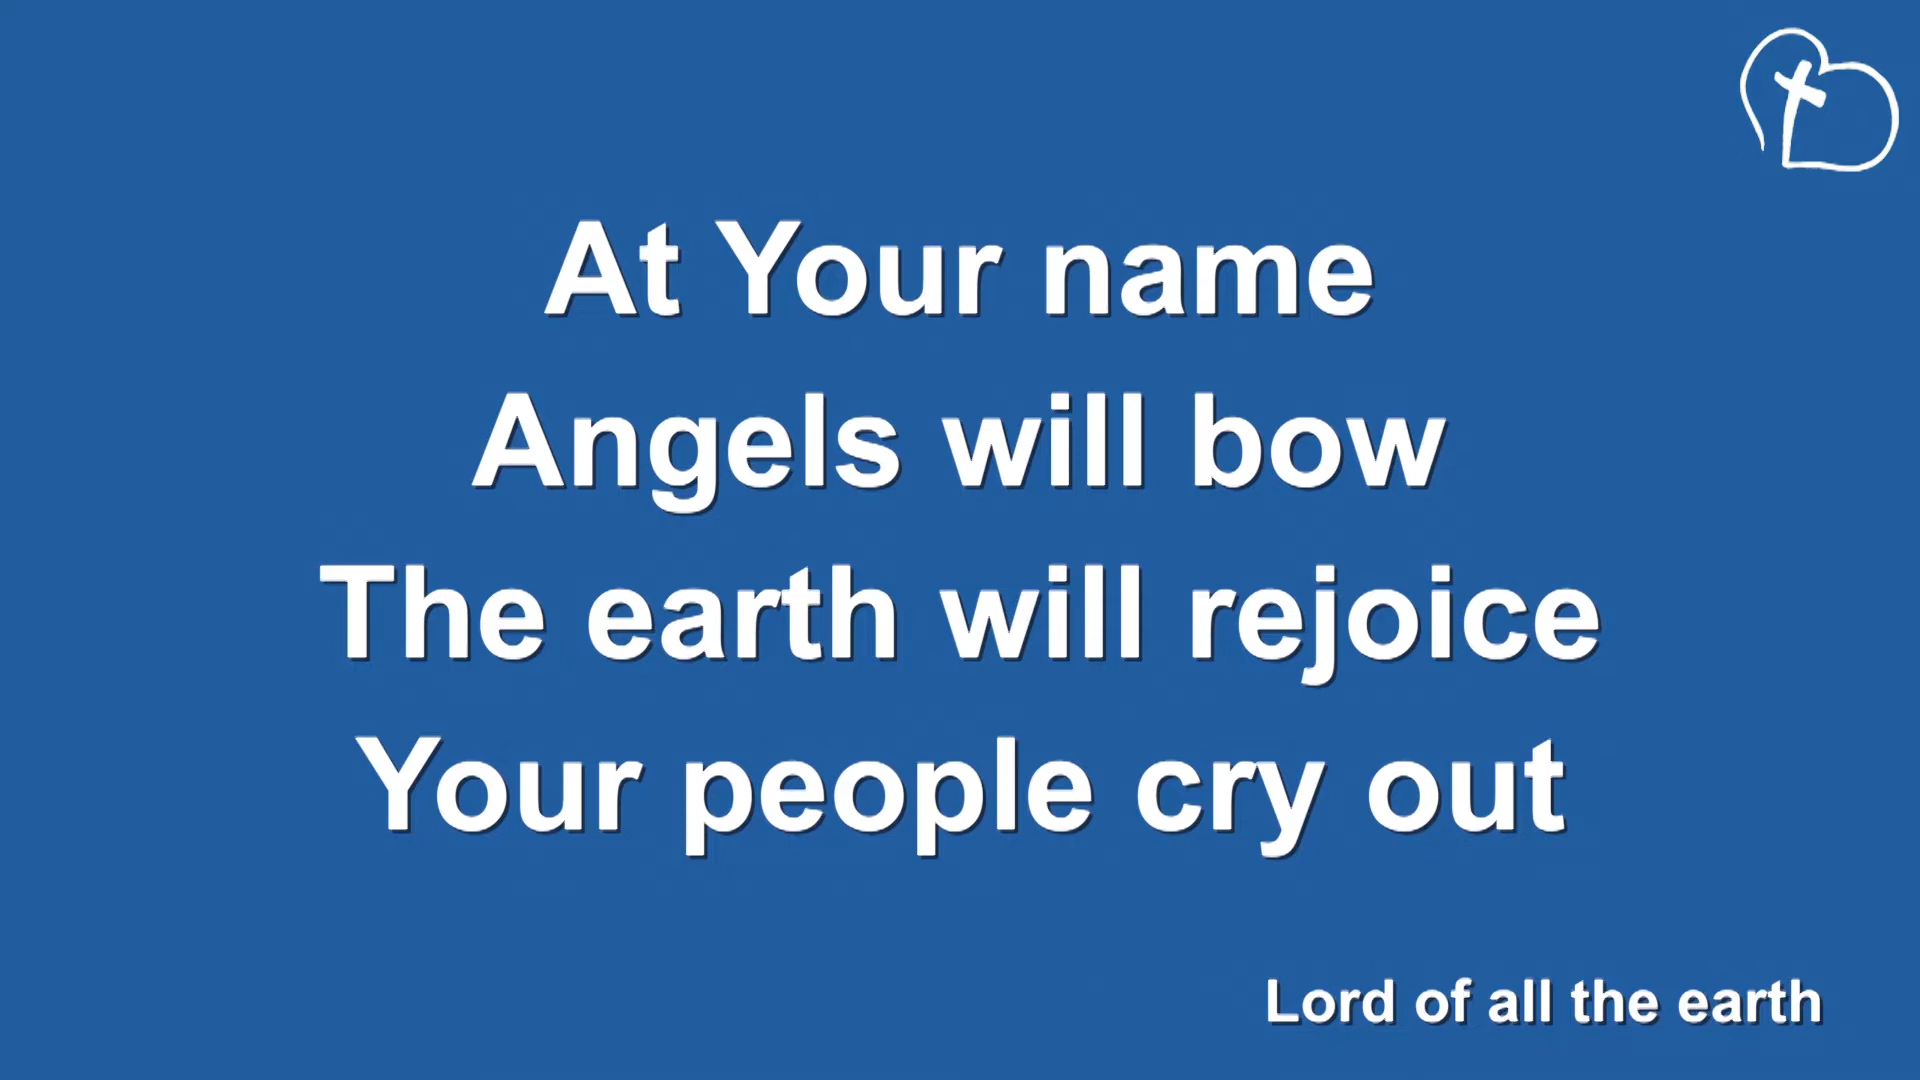 At Your name
Angels will bow
The earth will rejoice
Your people cry out
Lord of all the earth